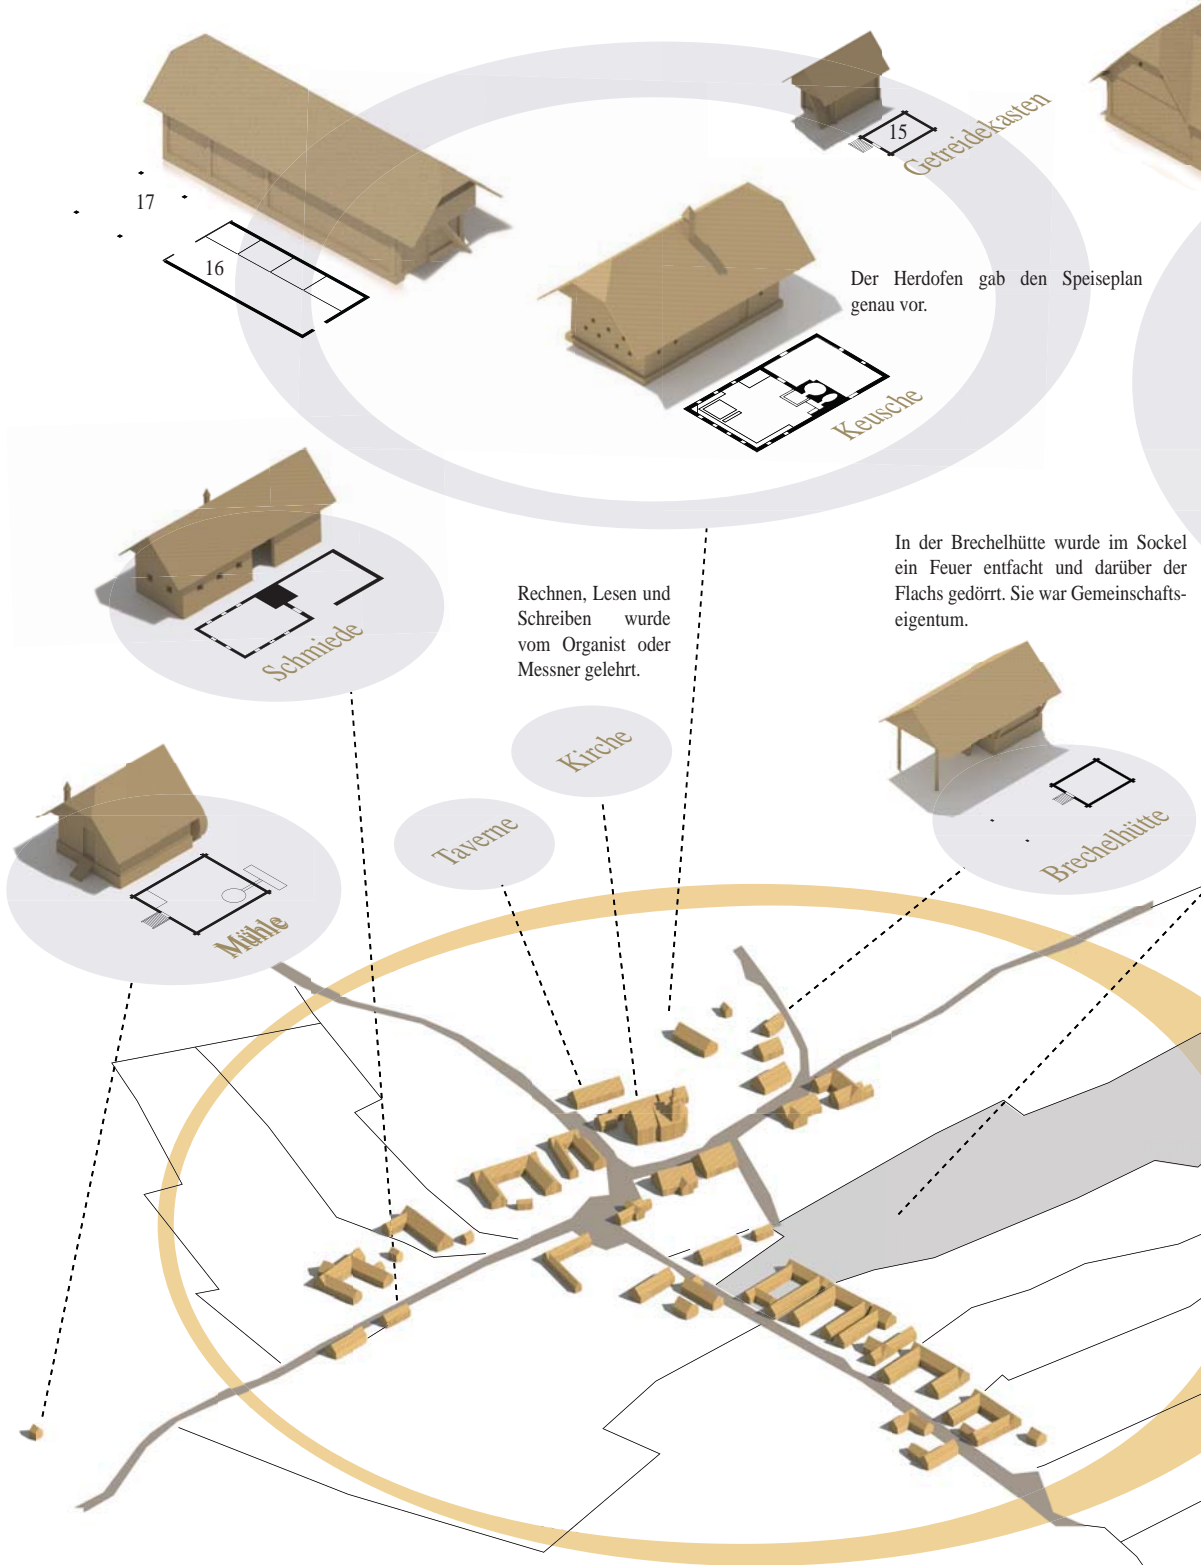 15
Getreidekasten
17
16
Der Herdofen gab den Speiseplan
genau vor.
Keusche
In der Brechelhütte wurde im Sockel
ein Feuer entfacht und darüber der
Flachs gedörrt. Sie war Gemeinschafts-
eigentum.
Rechnen, Lesen und
Schreiben wurde
vom Organist oder
Messner gelehrt.
Schmiede
Kirche
Taverne
Brechelhütte
Mühle